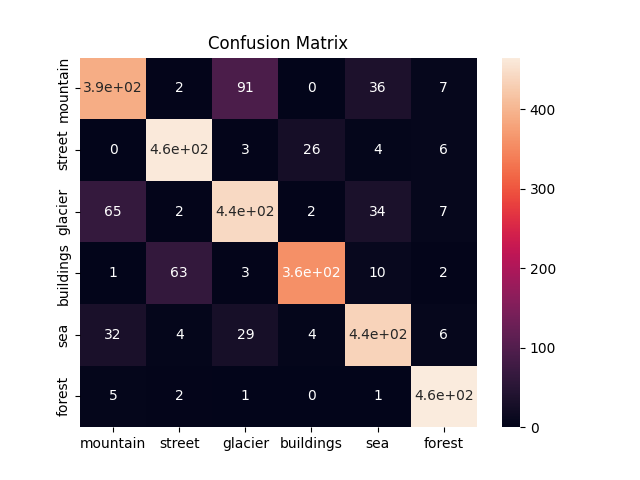 Confusion Matrix
mountain 3.9e+02 2 91 0 36 7
street 0 4.6e+02 3 26 4 6
glacier 65 2 4.4e+02 2 34 7
buildings 1 63 3 3.6e+02 10 2
sea 32 4 29 4 4.4e+02 6
forest 5 2 1 0 1 4.6e+02
mountain street glacier buildings sea forest
400
300
200
100
0